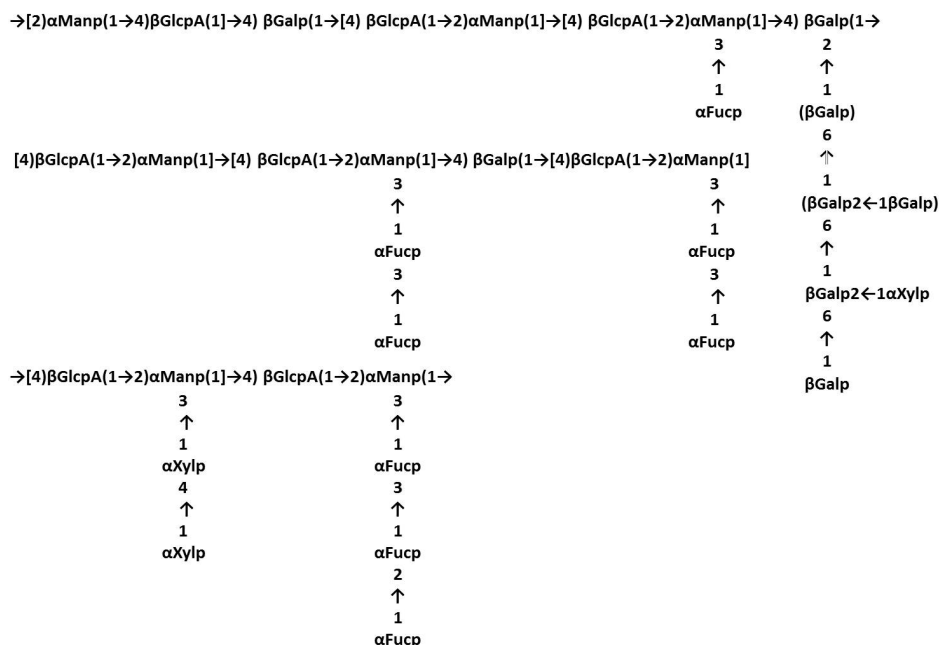 →[2)αManp(1→4)βGlcpA(1]→4) βGalp(1→[4) βGlcpA(1→2)αManp(1]→[4) βGlcpA(1→2)αManp(1]→4) βGalp(1→
3 2
↑ ↑
1 1
αFucp (βGalp)
6
[4)βGlcpA(1→2)αManp(1]→[4) βGlcpA(1→2)αManp(1]→4) βGalp(1→[4)βGlcpA(1→2)αManp(1] ↑
3 3 1
↑ ↑ (βGalp2←1βGalp)
1 1 6
αFucp αFucp ↑
3 3 1
↑ ↑ βGalp2←1αXylp
1 1 6
αFucp αFucp ↑
1
→[4)βGlcpA(1→2)αManp(1]→4) βGlcpA(1→2)αManp(1→ βGalp
3 3
↑ ↑
1 1
αXylp αFucp
4 3
↑ ↑
1 1
αXylp αFucp
2
↑
1
αFucp